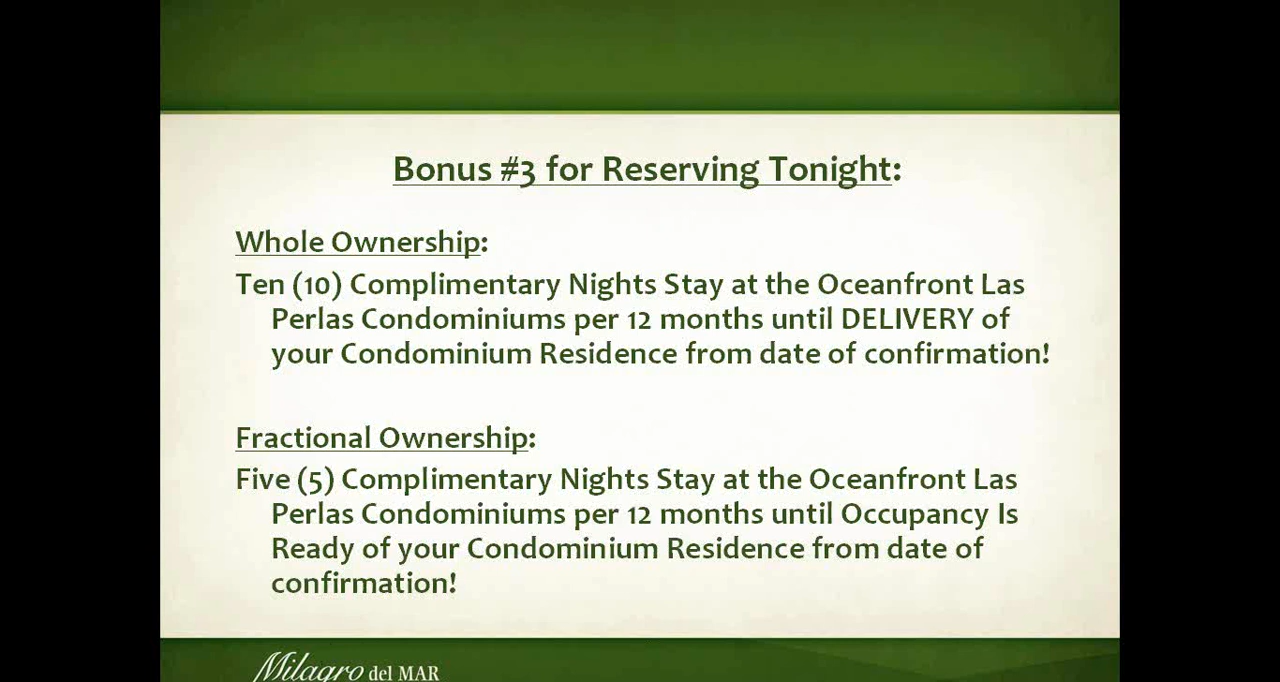 Bonus #3 for Reserving Tonight:
Whole Ownership:
Ten (10) Complimentary Nights Stay at the Oceanfront Las
Perlas Condominiums per 12 months until DELIVERY of
your Condominium Residence from date of confirmation!
Fractional Ownership:
Five (5) Complimentary Nights Stay at the Oceanfront Las
Perlas Condominiums per 12 months until Occupancy Is
Ready of your Condominium Residence from date of
confirmation!
Milagro del MAR